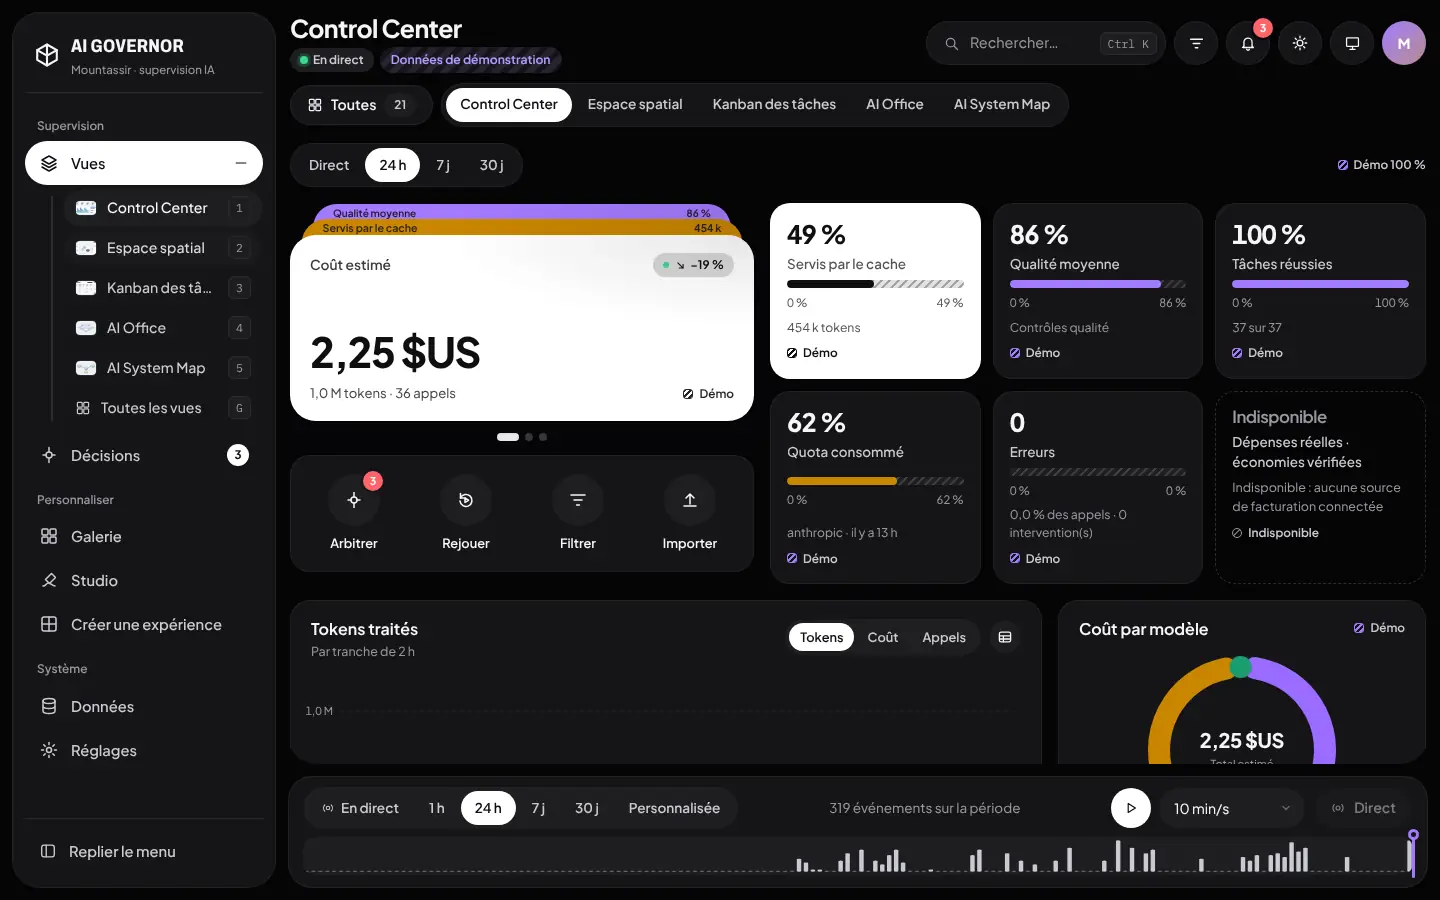 AI GOVERNOR
Mountassir · supervision IA
Supervision
Vues
Control Center 1
Espace spatial 2
Kanban des tâ... 3
AI Office 4
AI System Map 5
Toutes les vues G
Décisions 3
Personnaliser
Galerie
Studio
Créer une expérience
Système
Données
Réglages
Replier le menu
Control Center
En direct
Données de démonstration
Rechercher...
Ctrl K
3
M
Toutes 21
Control Center
Espace spatial
Kanban des tâches
AI Office
AI System Map
Direct
24 h
7 j
30 j
Démo 100 %
Qualité moyenne 86 %
Servis par le cache 454 k
Coût estimé
↘ −19 %
2,25 $US
1,0 M tokens · 36 appels
Démo
3
Arbitrer
Rejouer
Filtrer
Importer
49 %
Servis par le cache
0 % 49 %
454 k tokens
Démo
86 %
Qualité moyenne
0 % 86 %
Contrôles qualité
Démo
100 %
Tâches réussies
0 % 100 %
37 sur 37
Démo
62 %
Quota consommé
0 % 62 %
anthropic · il y a 13 h
Démo
0
Erreurs
0 % 0 %
0,0 % des appels · 0
intervention(s)
Démo
Indisponible
Dépenses réelles ·
économies vérifiées
Indisponible : aucune source
de facturation connectée
Indisponible
Tokens traités
Par tranche de 2 h
Tokens
Coût
Appels
1,0 M
Coût par modèle
Démo
2,25 $US
Total estimé
En direct
1 h
24 h
7 j
30 j
Personnalisée
319 événements sur la période
10 min/s
Direct